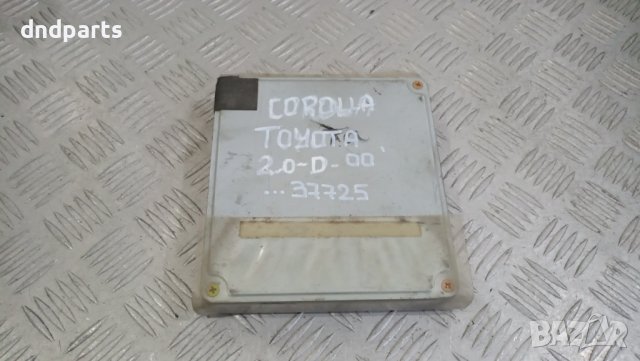 dndparts
COROLLA
TOYOTA
2.0-D-00'
...37725
BAZAR